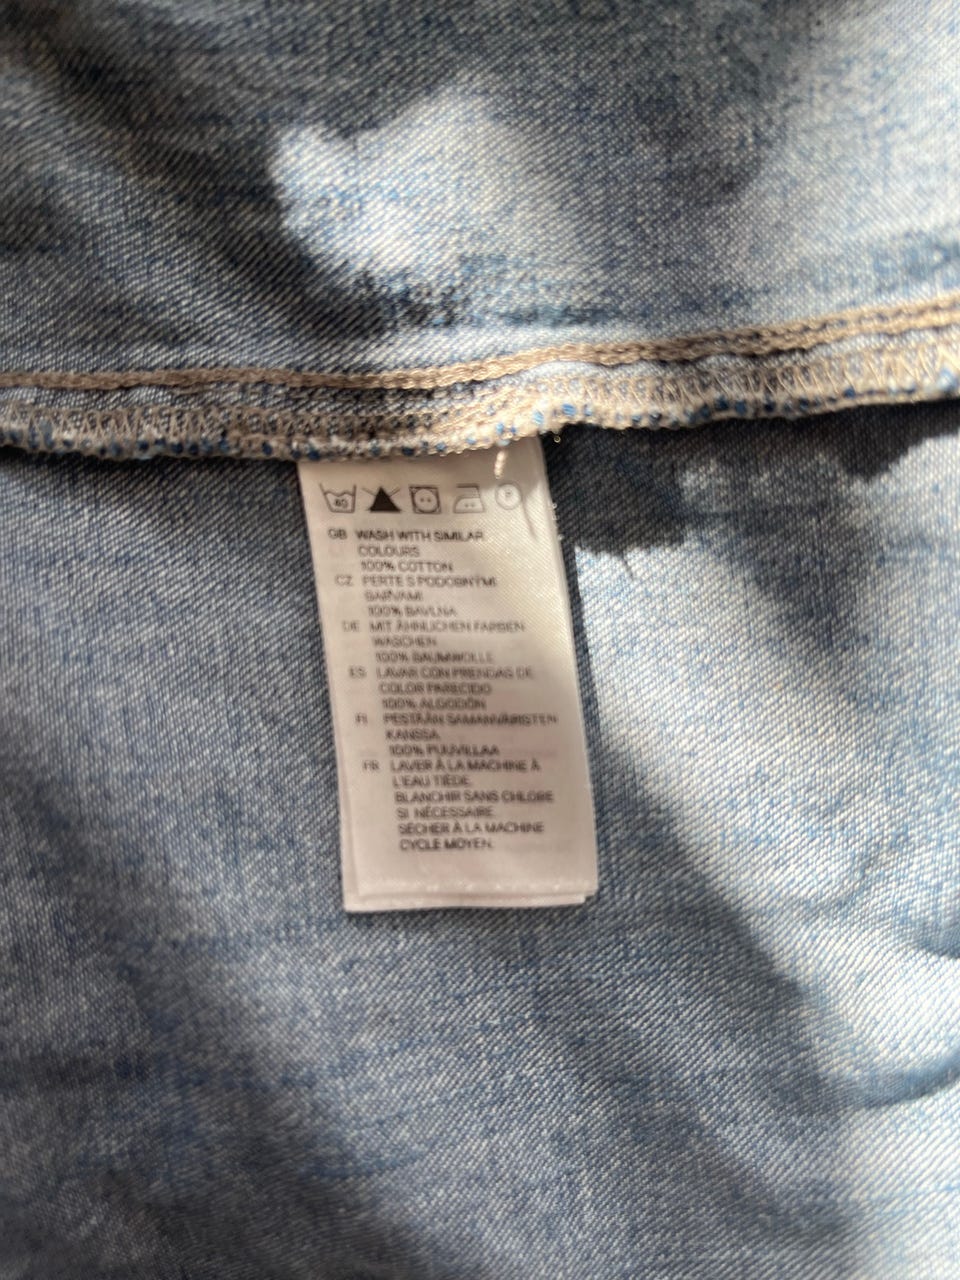 40
P
GB WASH WITH SIMILAR
COLOURS
100% COTTON
CZ PERTE S PODOBNÝMI
BARVAMI
100% BAVLNA
DE MIT ÄHNLICHEN FARBEN
WASCHEN
100% BAUMWOLLE
ES LAVAR CON PRENDAS DE
COLOR PARECIDO
100% ALGODÓN
FI PESTÄÄN SAMANVÄRISTEN
KANSSA
100% PUUVILLAA
FR LAVER À LA MACHINE À
L'EAU TIÈDE.
BLANCHIR SANS CHLORE
SI NÉCESSAIRE.
SÉCHER À LA MACHINE
CYCLE MOYEN.